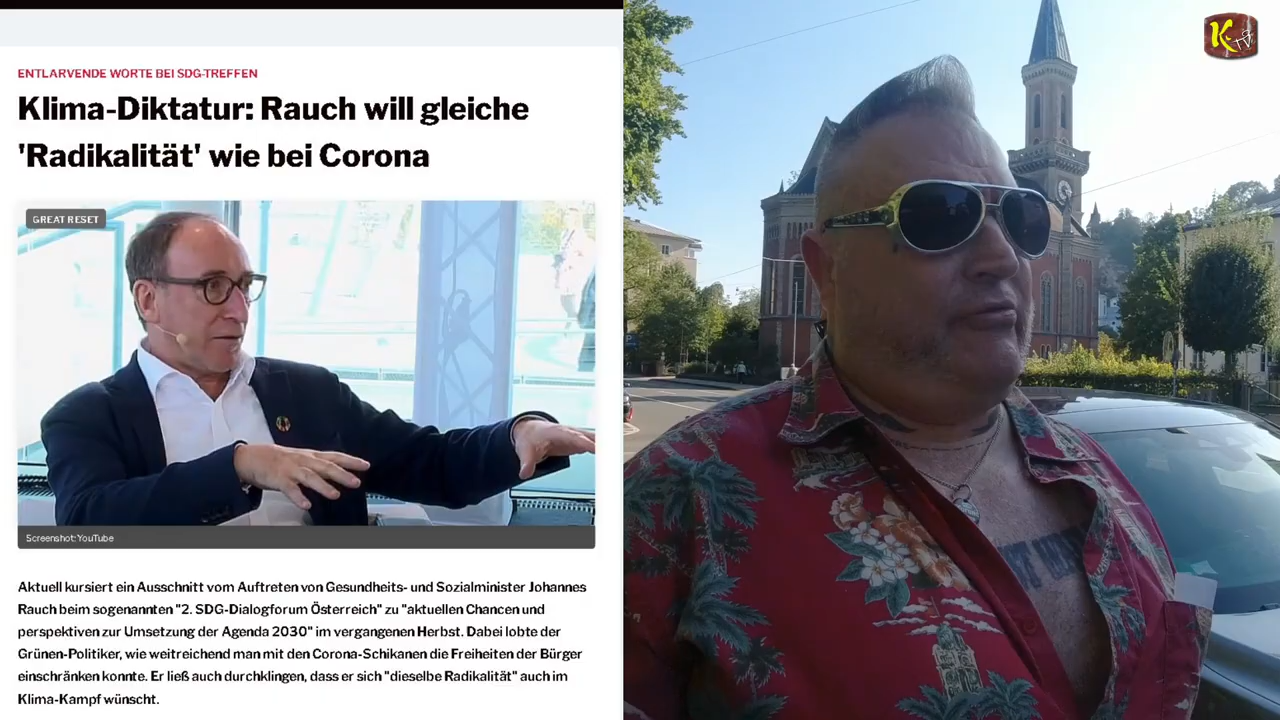 ENTLARVENDE WORTE BEI SDG-TREFFEN
Klima-Diktatur: Rauch will gleiche
'Radikalität' wie bei Corona
GREAT RESET
Screenshot: YouTube
Aktuell kursiert ein Ausschnitt vom Auftreten von Gesundheits- und Sozialminister Johannes
Rauch beim sogenannten "2. SDG-Dialogforum Österreich" zu "aktuellen Chancen und
perspektiven zur Umsetzung der Agenda 2030" im vergangenen Herbst. Dabei lobte der
Grünen-Politiker, wie weitreichend man mit den Corona-Schikanen die Freiheiten der Bürger
einschränken konnte. Er ließ auch durchklingen, dass er sich "dieselbe Radikalität" auch im
Klima-Kampf wünscht.
K TV